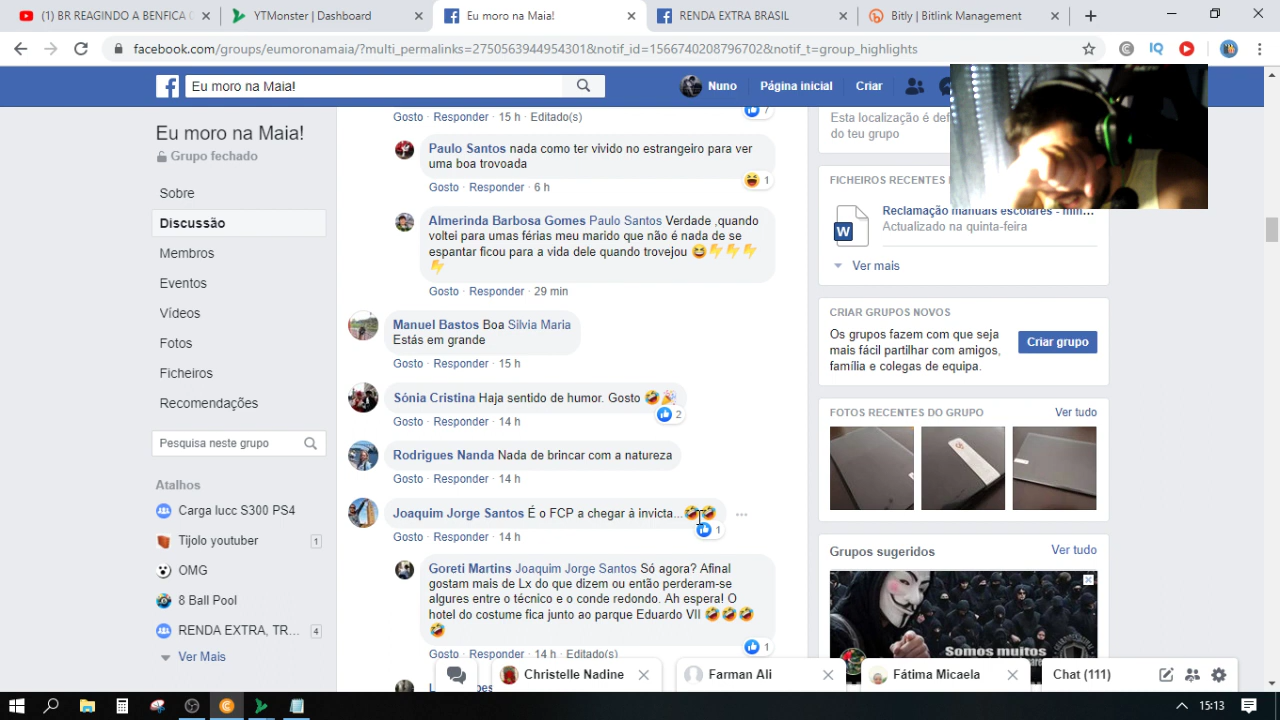 (1) BR REAGINDO A BENFICA
YTMonster | Dashboard
Eu moro na Maia!
RENDA EXTRA BRASIL
Bitly | Bitlink Management
facebook.com/groups/eumoronamaia/?multi_permalinks=2750563944954301&notif_id=1566740208796702&notif_t=group_highlights
Eu moro na Maia!
Nuno
Página inicial
Criar
Eu moro na Maia!
Grupo fechado
Sobre
Discussão
Membros
Eventos
Vídeos
Fotos
Ficheiros
Recomendações
Pesquisa neste grupo
Atalhos
Carga lucc S300 PS4
Tijolo youtuber 1
OMG
8 Ball Pool
RENDA EXTRA, TR... 4
Ver Mais
7
Gosto · Responder · 15 h · Editado(s)
Paulo Santos nada como ter vivido no estrangeiro para ver
uma boa trovoada
1
Gosto · Responder · 6 h
Almerinda Barbosa Gomes Paulo Santos Verdade ,quando
voltei para umas férias meu marido que não é nada de se
espantar ficou para a vida dele quando trovejou 😆⚡⚡⚡
⚡
Gosto · Responder · 29 min
Manuel Bastos Boa Silvia Maria
Estás em grande
Gosto · Responder · 15 h
Sónia Cristina Haja sentido de humor. Gosto 🤣🎉
2
Gosto · Responder · 14 h
Rodrigues Nanda Nada de brincar com a natureza
Gosto · Responder · 14 h
Joaquim Jorge Santos É o FCP a chegar à invicta...🤣🤣
1
Gosto · Responder · 14 h
Goreti Martins Joaquim Jorge Santos Só agora? Afinal
gostam mais de Lx do que dizem ou então perderam-se
algures entre o técnico e o conde redondo. Ah espera! O
hotel do costume fica junto ao parque Eduardo VII 🤣🤣🤣
🤣
1
Gosto · Responder · 14 h · Editado(s)
Esta localização é
do teu grupo
FICHEIROS RECENTES
Reclamação manuais escolares - min...
Actualizado na quinta-feira
W
Ver mais
CRIAR GRUPOS NOVOS
Os grupos fazem com que seja
mais fácil partilhar com amigos,
família e colegas de equipa.
Criar grupo
FOTOS RECENTES DO GRUPO
Ver tudo
Grupos sugeridos
Ver tudo
Somos muitos
Christelle Nadine
Farman Ali
Fátima Micaela
Chat (111)
15:13